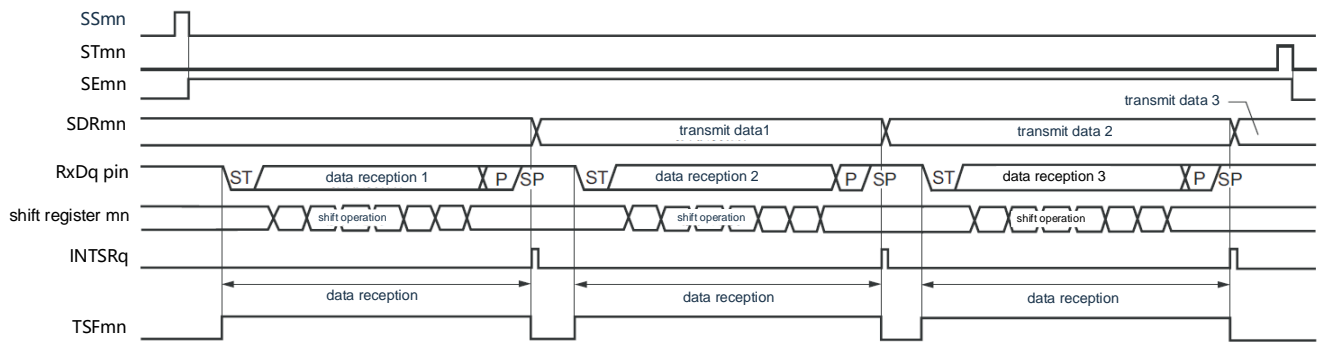 SSmn
STmn
SEmn
transmit data 3
SDRmn transmit data1 transmit data 2
RxDq pin ST data reception 1 P SP ST data reception 2 P SP ST data reception 3 P SP
shift register mn shift operation shift operation shift operation
INTSRq
data reception data reception data reception
TSFmn